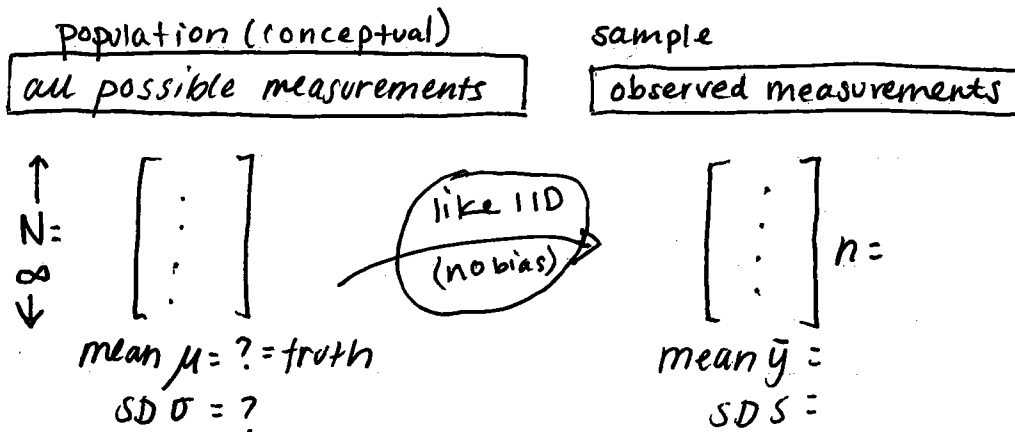 population (conceptual)
all possible measurements
N=
∞
mean μ = ? = truth
SD σ = ?
like IID
(no bias)
sample
observed measurements
n =
mean ȳ =
SD s =